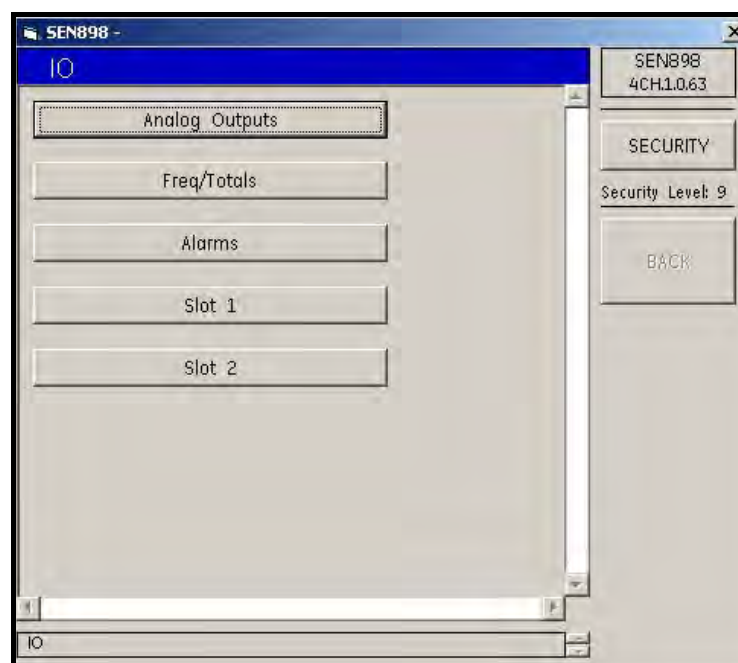 SEN898 -
IO
Analog Outputs
Freq/Totals
Alarms
Slot 1
Slot 2
SEN898
4CH.1.0.63
SECURITY
Security Level: 9
BACK
IO